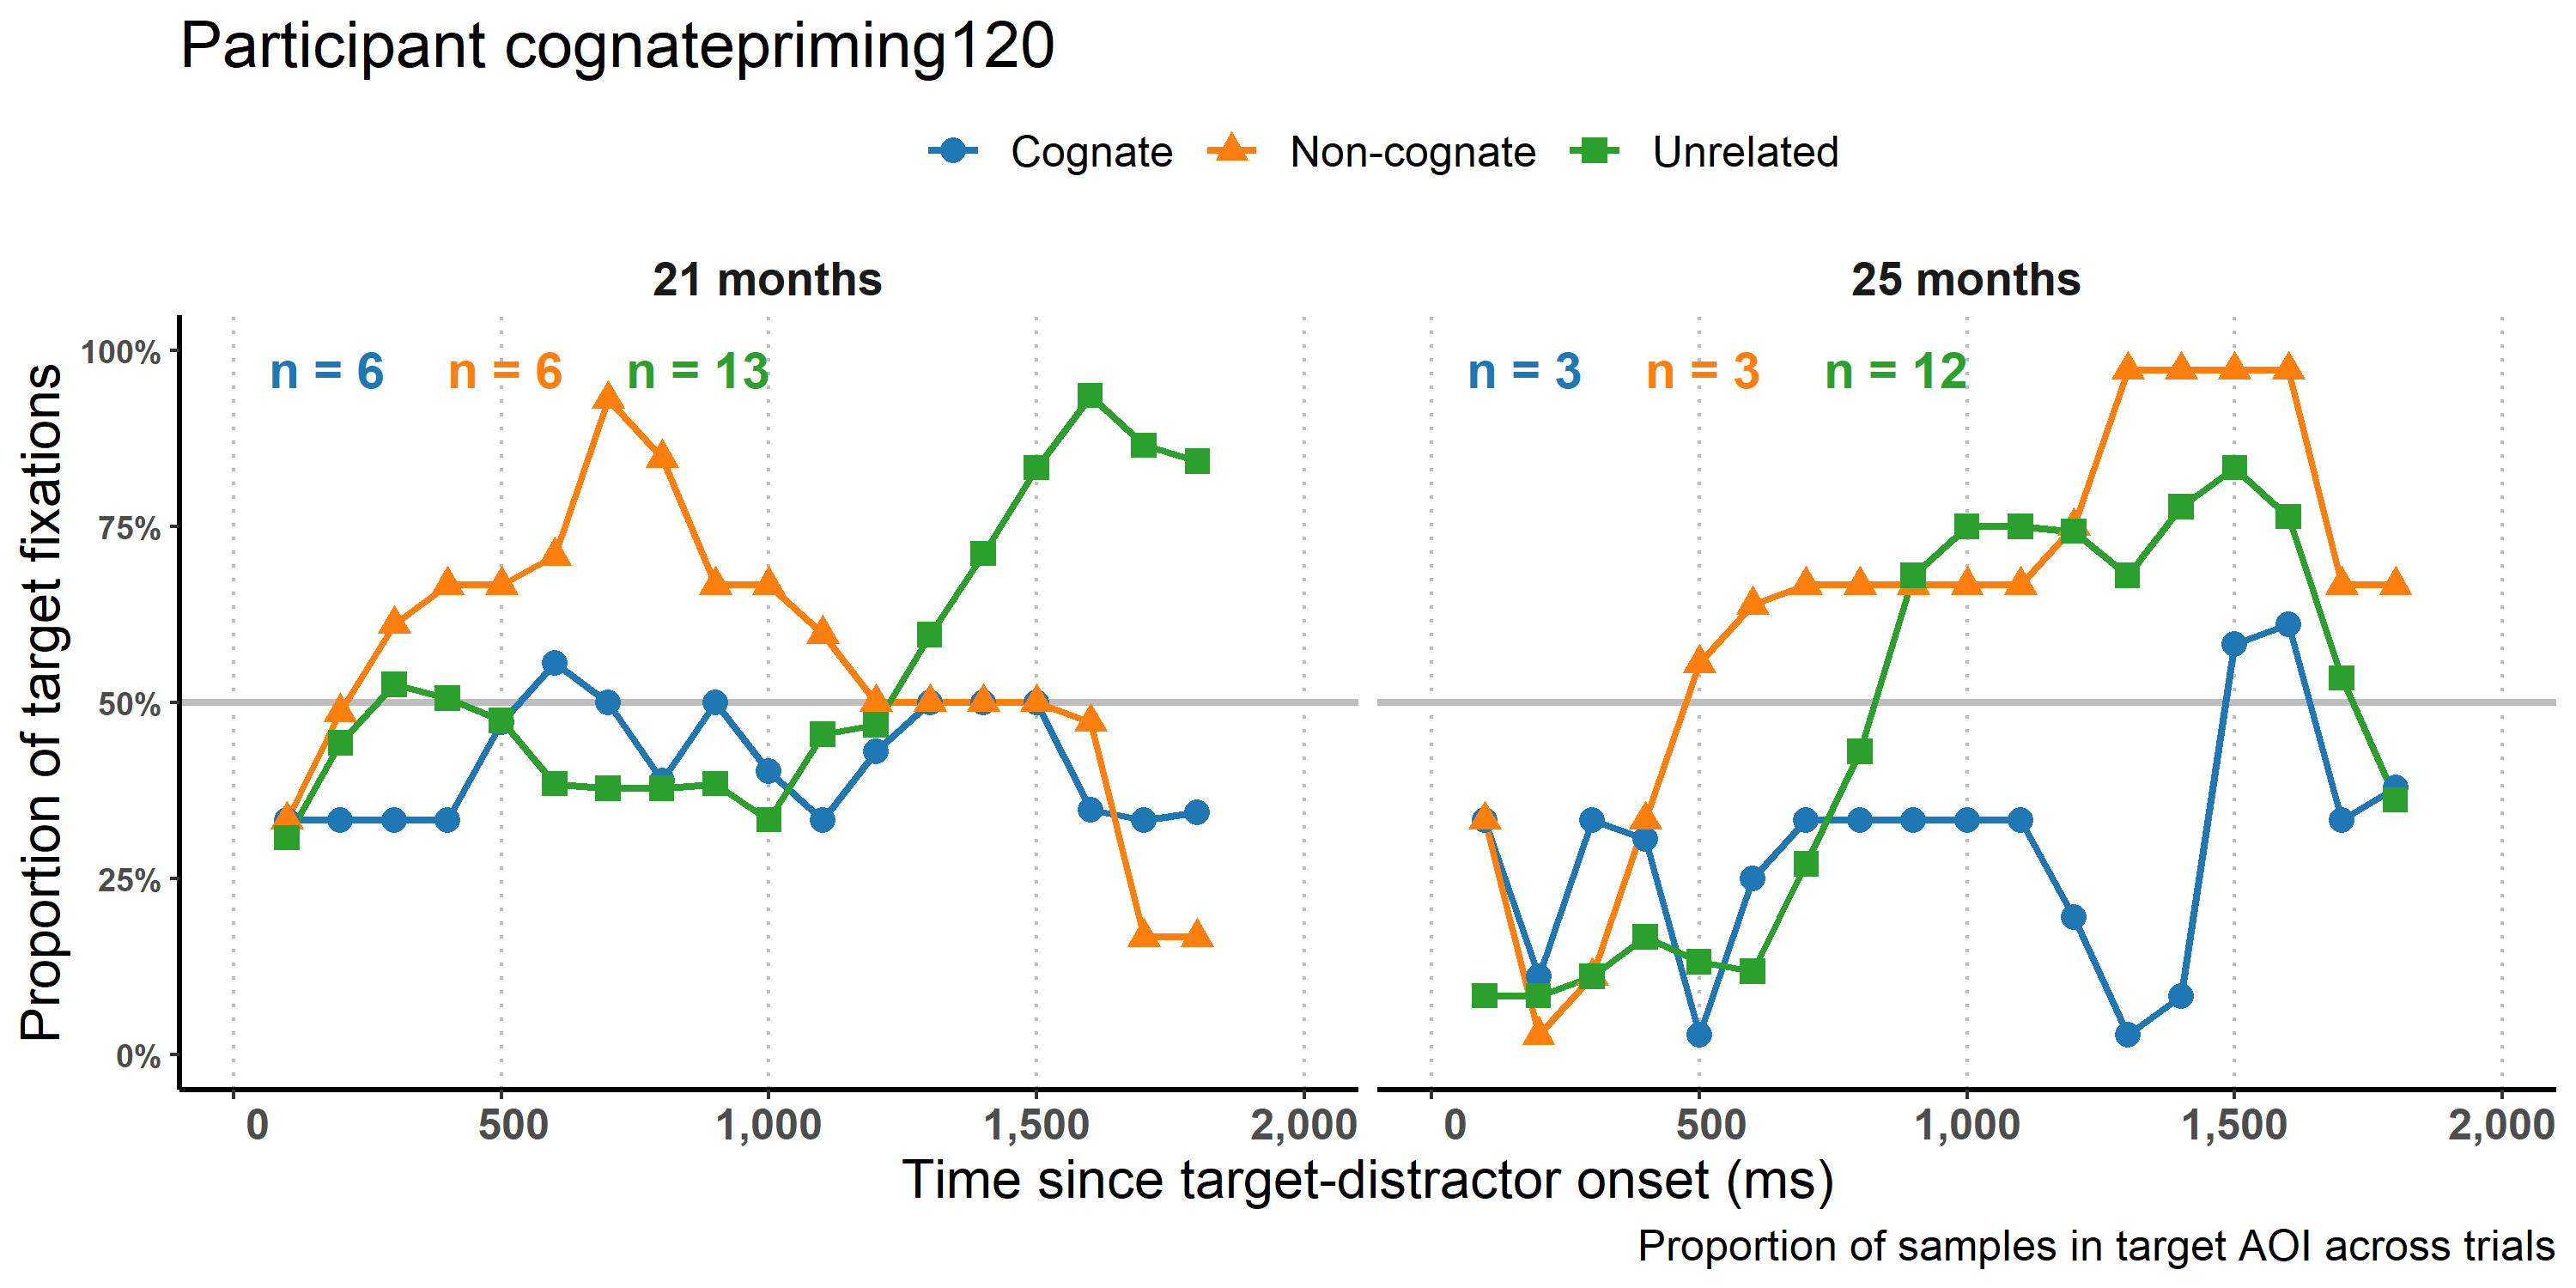 Participant cognatepriming120
Cognate Non-cognate Unrelated
21 months 25 months
n = 6 n = 6 n = 13 n = 3 n = 3 n = 12
100%
75%
50%
25%
0%
Proportion of target fixations
0 500 1,000 1,500 2,000 0 500 1,000 1,500 2,000
Time since target-distractor onset (ms)
Proportion of samples in target AOI across trials